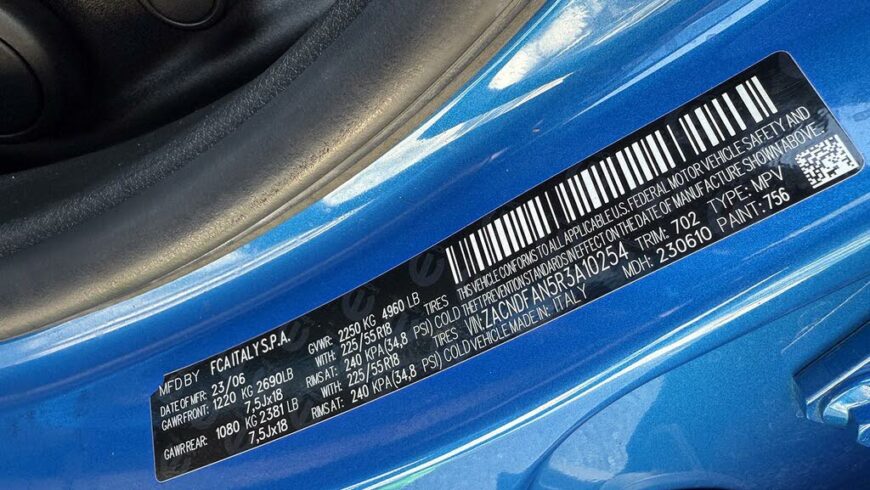 MFD BY FCA ITALY S.P.A.
DATE OF MFR: 23/06 GVWR: 2250 KG 4960 LB
GAWR FRONT: 1220 KG 2690LB WITH: 225/55R18 TIRES
7,5Jx18 RIMS AT: 240 KPA(34,8 PSI) COLD
GAWR REAR: 1080 KG 2381 LB WITH: 225/55R18 TIRES
7,5Jx18 RIMS AT: 240 KPA(34,8 PSI) COLD
THIS VEHICLE CONFORMS TO ALL APPLICABLE U.S. FEDERAL MOTOR VEHICLE SAFETY AND
THEFT PREVENTION STANDARDS IN EFFECT ON THE DATE OF MANUFACTURE SHOWN ABOVE.
VIN: ZACNDFAN5R3A10254 TRIM: 702 TYPE: MPV
VEHICLE MADE IN: ITALY MDH: 230610 PAINT: 756